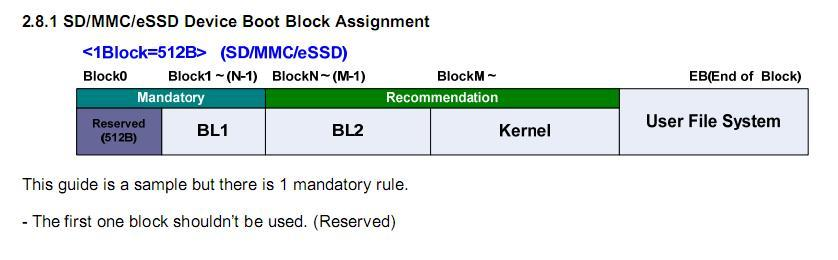 2.8.1 SD/MMC/eSSD Device Boot Block Assignment
<1Block=512B> (SD/MMC/eSSD)
Block0 Block1 ~ (N-1) BlockN ~ (M-1) BlockM ~ EB(End of Block)
Mandatory Recommendation
Reserved
(512B)
BL1 BL2 Kernel User File System
This guide is a sample but there is 1 mandatory rule.
- The first one block shouldn't be used. (Reserved)